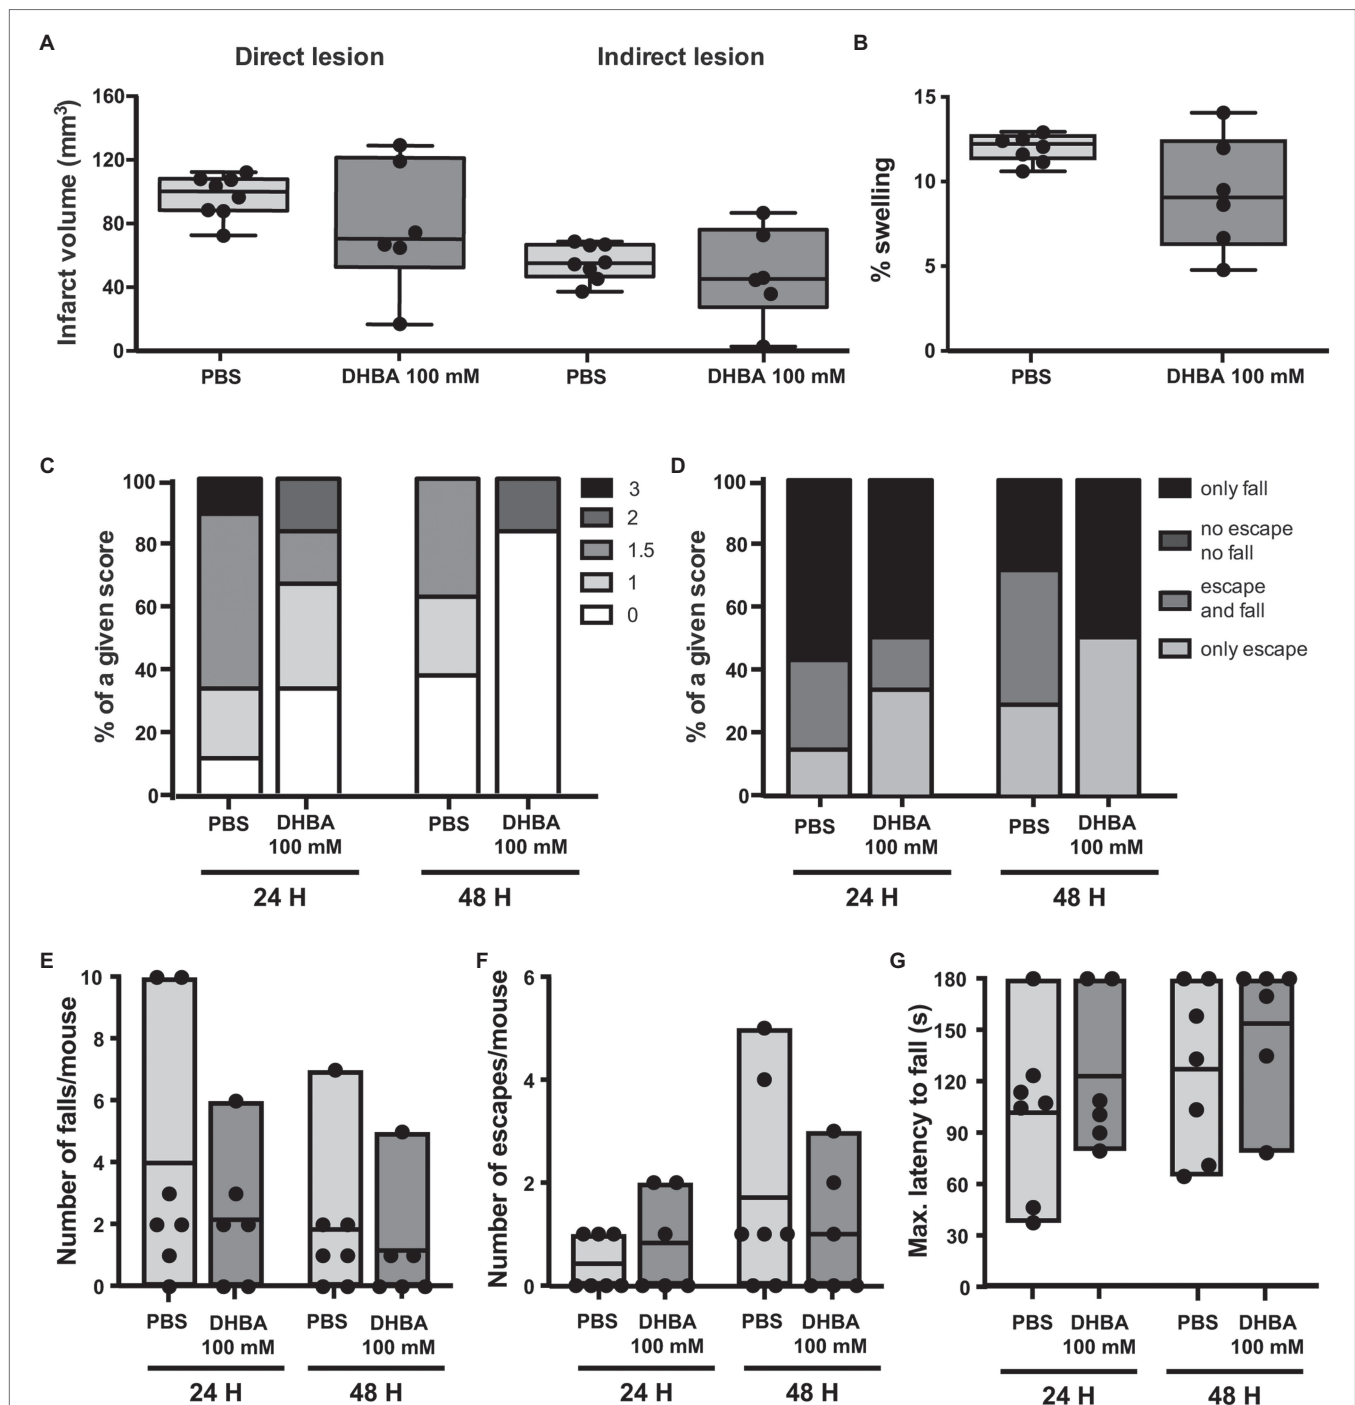 A
Direct lesion
Indirect lesion
Infarct volume (mm³)
160
120
80
40
0
PBS
DHBA 100 mM
PBS
DHBA 100 mM
B
% swelling
15
10
5
0
PBS
DHBA 100 mM
C
% of a given score
100
80
60
40
20
0
3
2
1.5
1
0
PBS
DHBA
100 mM
PBS
DHBA
100 mM
24 H
48 H
D
% of a given score
100
80
60
40
20
0
only fall
no escape
no fall
escape
and fall
only escape
PBS
DHBA
100 mM
PBS
DHBA
100 mM
24 H
48 H
E
Number of falls/mouse
10
8
6
4
2
0
PBS
DHBA
100 mM
PBS
DHBA
100 mM
24 H
48 H
F
Number of escapes/mouse
6
4
2
0
PBS
DHBA
100 mM
PBS
DHBA
100 mM
24 H
48 H
G
Max. latency to fall (s)
180
150
120
90
60
30
0
PBS
DHBA
100 mM
PBS
DHBA
100 mM
24 H
48 H